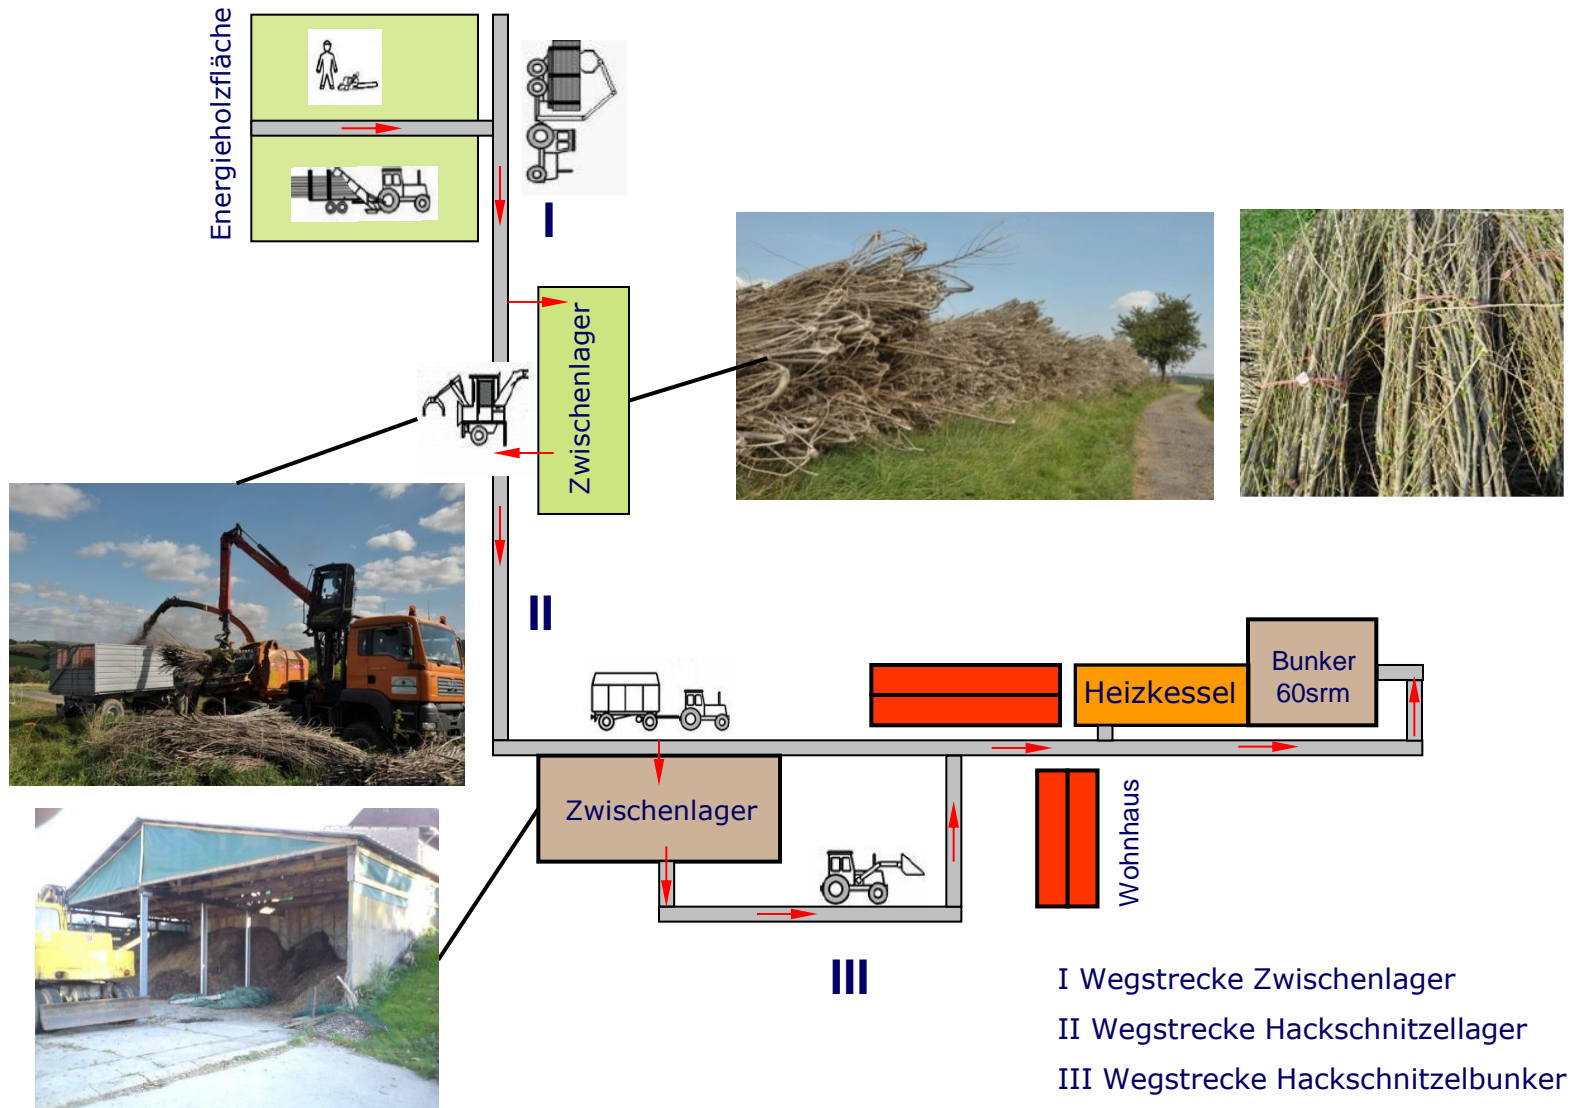 Energieholzfläche
I
Zwischenlager
II
Heizkessel
Bunker
60srm
Zwischenlager
Wohnhaus
III
I Wegstrecke Zwischenlager
II Wegstrecke Hackschnitzellager
III Wegstrecke Hackschnitzelbunker